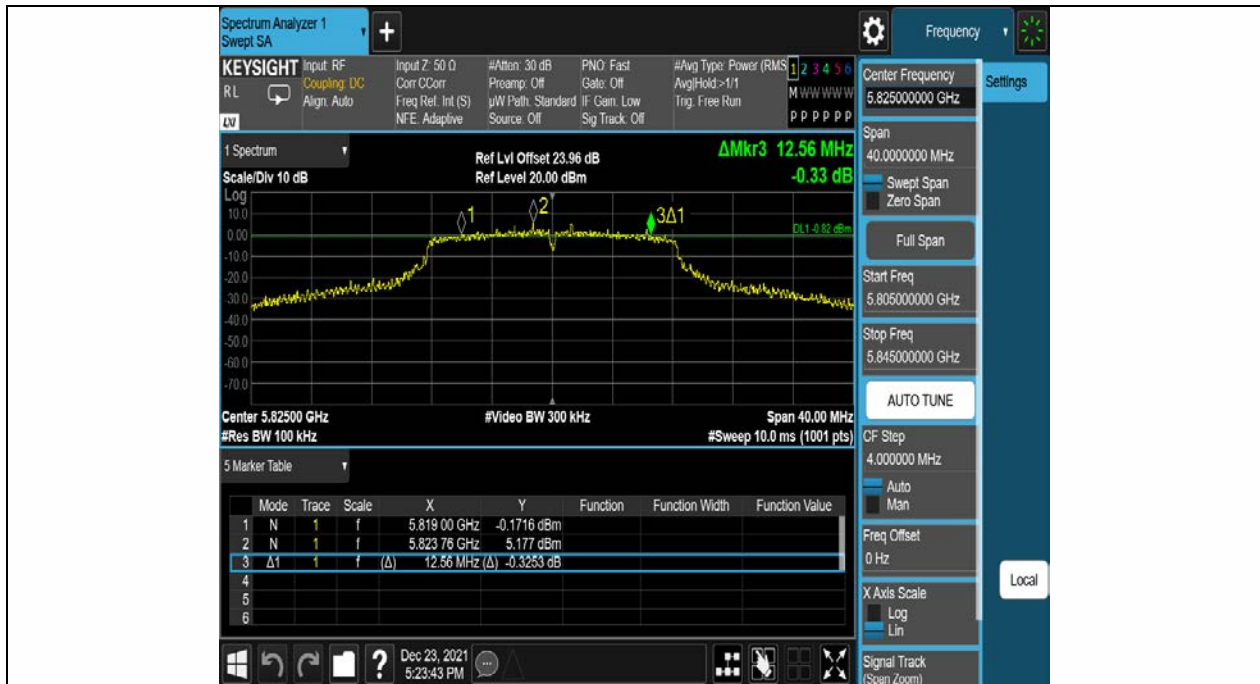 Spectrum Analyzer 1
Swept SA
+
Frequency
KEYSIGHT
RL
LXI
Input: RF
Coupling: DC
Align: Auto
Input Z: 50 Ω
Corr CCorr
Freq Ref: Int (S)
NFE: Adaptive
#Atten: 30 dB
Preamp: Off
µW Path: Standard
Source: Off
PNO: Fast
Gate: Off
IF Gain: Low
Sig Track: Off
#Avg Type: Power (RMS
Avg|Hold:>1/1
Trig: Free Run
1 2 3 4 5 6
M W W W W W
P P P P P P
1 Spectrum
Scale/Div 10 dB
Ref Lvl Offset 23.96 dB
Ref Level 20.00 dBm
ΔMkr3 12.56 MHz
-0.33 dB
Log
10.0
0.00
-10.0
-20.0
-30.0
-40.0
-50.0
-60.0
-70.0
1
2
3Δ1
DL1 -0.82 dBm
Center 5.82500 GHz
#Res BW 100 kHz
#Video BW 300 kHz
Span 40.00 MHz
#Sweep 10.0 ms (1001 pts)
5 Marker Table
Mode Trace Scale X Y Function Function Width Function Value
1 N 1 f 5.819 00 GHz -0.1716 dBm
2 N 1 f 5.823 76 GHz 5.177 dBm
3 Δ1 1 f (Δ) 12.56 MHz (Δ) -0.3253 dB
4
5
6
?
Dec 23, 2021
5:23:43 PM
Center Frequency
5.825000000 GHz
Settings
Span
40.0000000 MHz
Swept Span
Zero Span
Full Span
Start Freq
5.805000000 GHz
Stop Freq
5.845000000 GHz
AUTO TUNE
CF Step
4.000000 MHz
Auto
Man
Freq Offset
0 Hz
X Axis Scale
Log
Lin
Local
Signal Track
(Span Zoom)